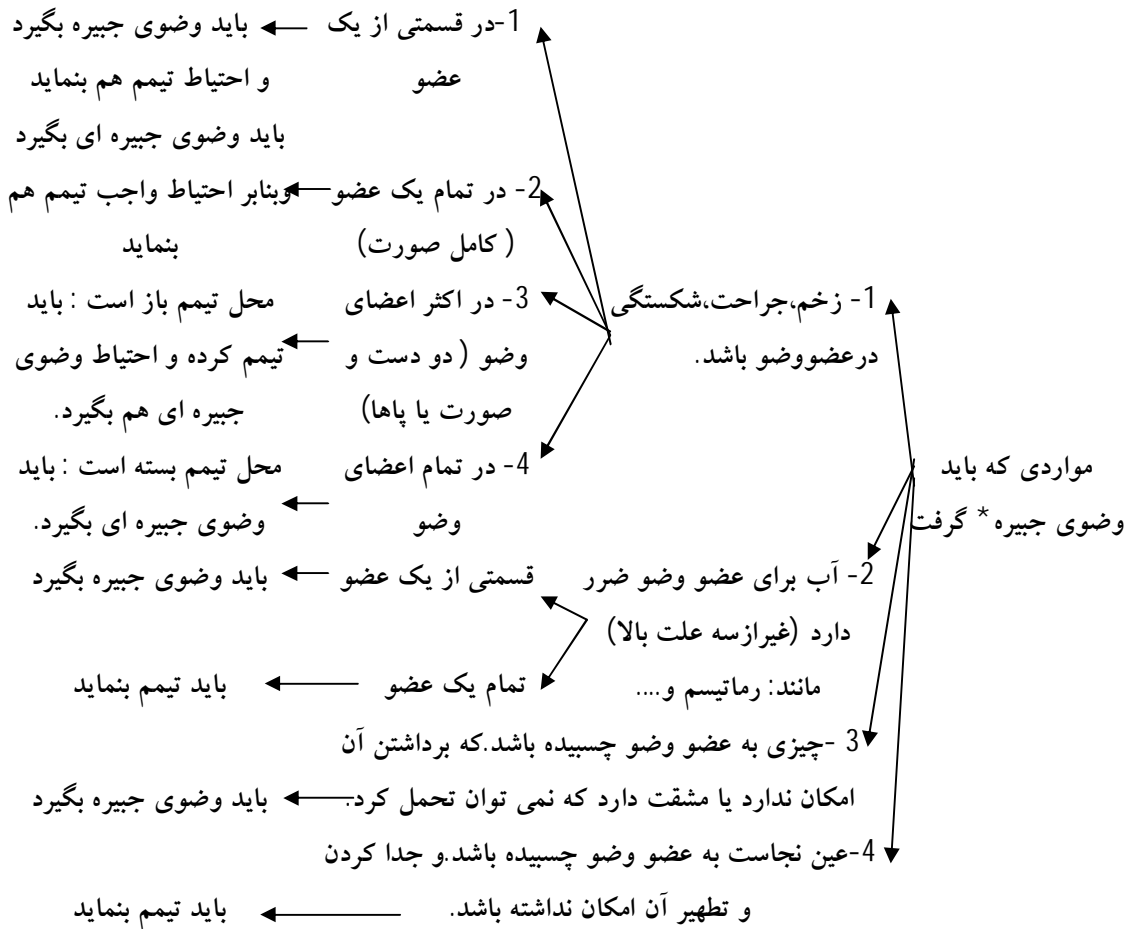 مواردی که باید
وضوی جبیره* گرفت
1- زخم،جراحت،شکستگی
درعضووضو باشد.
1-در قسمتی از یک
عضو
باید وضوی جبیره بگیرد
و احتیاط تیمم هم بنماید
2- در تمام یک عضو
( کامل صورت)
باید وضوی جبیره ای بگیرد
وبنابر احتیاط واجب تیمم هم
بنماید
3- در اکثر اعضای
وضو ( دو دست و
صورت یا پاها)
محل تیمم باز است : باید
تیمم کرده و احتیاط وضوی
جبیره ای هم بگیرد.
4- در تمام اعضای
وضو
محل تیمم بسته است : باید
وضوی جبیره ای بگیرد.
2- آب برای عضو وضو ضرر
دارد (غیرازسه علت بالا)
مانند: رماتیسم و....
قسمتی از یک عضو
باید وضوی جبیره بگیرد
تمام یک عضو
باید تیمم بنماید
3 -چیزی به عضو وضو چسبیده باشد.که برداشتن آن
امکان ندارد یا مشقت دارد که نمی توان تحمل کرد.
باید وضوی جبیره بگیرد
4-عین نجاست به عضو وضو چسبیده باشد.و جدا کردن
و تطهیر آن امکان نداشته باشد.
باید تیمم بنماید